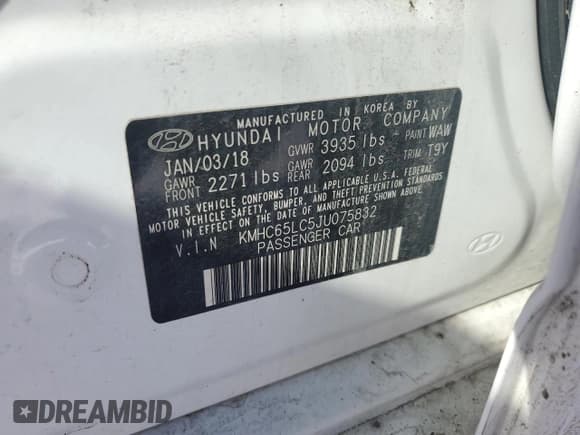 MANUFACTURED IN KOREA BY
HYUNDAI MOTOR COMPANY
JAN/03/18 GVWR 3935 lbs PAINT WAW
GAWR FRONT 2271 lbs GAWR REAR 2094 lbs TRIM T9Y
THIS VEHICLE CONFORMS TO ALL APPLICABLE U.S.A. FEDERAL
MOTOR VEHICLE SAFETY, BUMPER, AND THEFT PREVENTION STANDARDS
IN EFFECT ON THE DATE OF MANUFACTURE SHOWN ABOVE.
V.I.N KMHC65LC5JU075832
PASSENGER CAR
DREAMBID